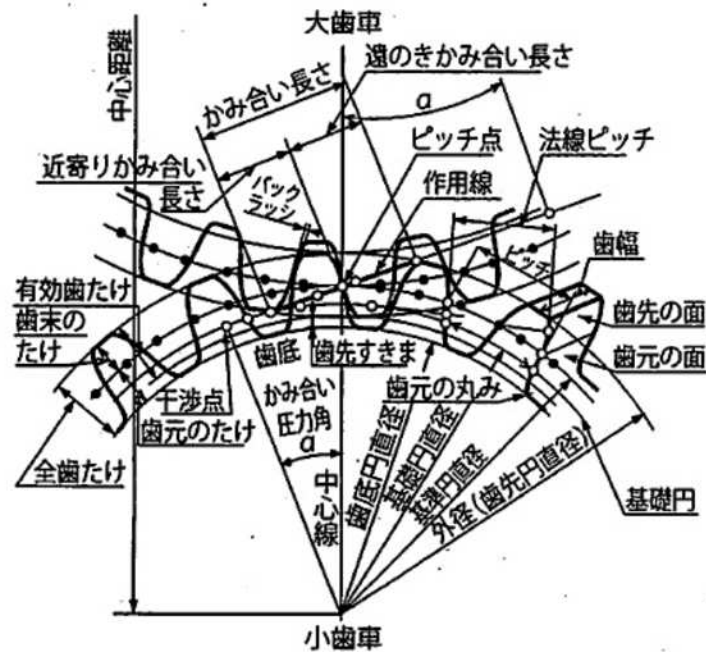 大歯車
中心距離
遠のきかみ合い長さ
かみ合い長さ
α
ピッチ点
法線ピッチ
近寄りかみ合い
長さ
作用線
バック
ラッシ
ピッチ
歯幅
有効歯たけ
歯末の
たけ
歯先の面
歯底
歯先すきま
歯元の面
干渉点
かみ合い
圧力角
α
歯元の丸み
歯元のたけ
全歯たけ
中心線
歯底円直径
基礎円直径
基準円直径
外径(歯先円直径)
基礎円
小歯車